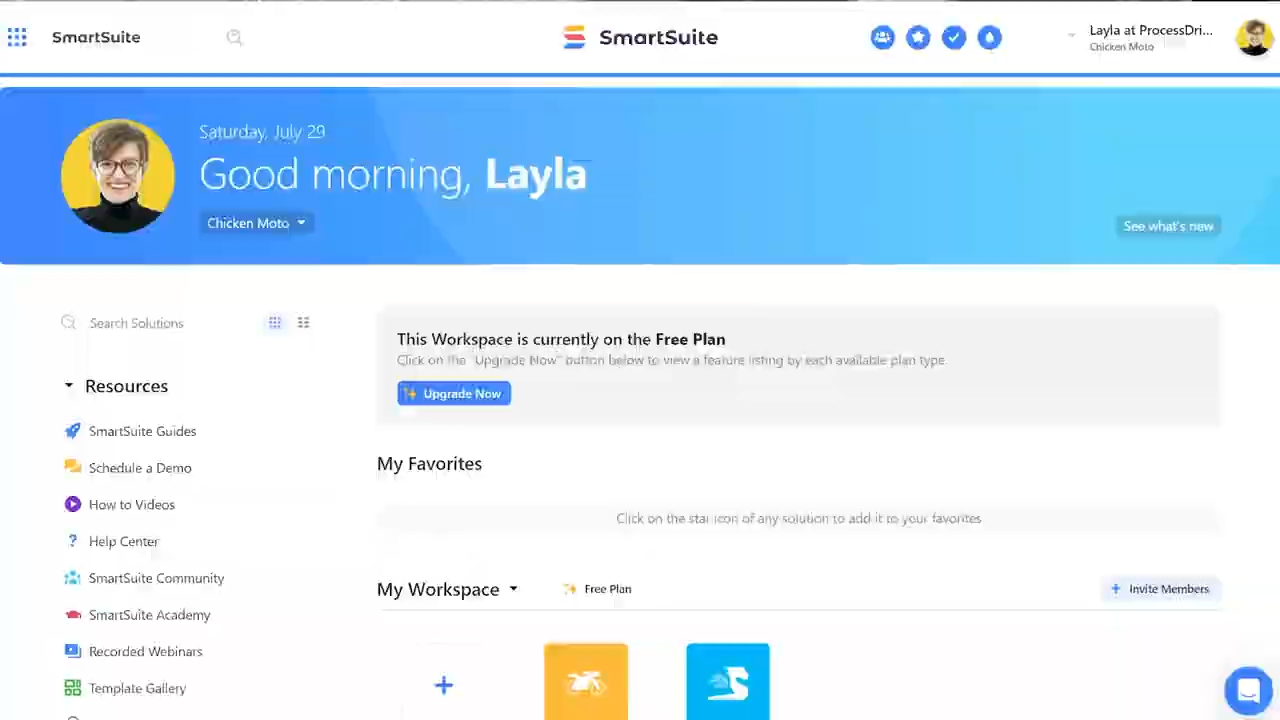 SmartSuite
SmartSuite
Layla at ProcessDri...
Chicken Moto
Saturday, July 29
Good morning, Layla
Chicken Moto
See what's new
Search Solutions
This Workspace is currently on the Free Plan
Click on the "Upgrade Now" button below to view a feature listing by each available plan type.
Upgrade Now
Resources
SmartSuite Guides
Schedule a Demo
How to Videos
Help Center
SmartSuite Community
SmartSuite Academy
Recorded Webinars
Template Gallery
My Favorites
Click on the star icon of any solution to add it to your favorites
My Workspace
Free Plan
Invite Members